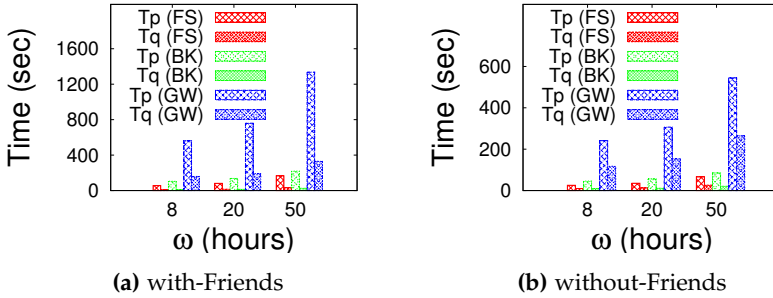 Time (sec)
1600
1200
800
400
0
Tp (FS)
Tq (FS)
Tp (BK)
Tq (BK)
Tp (GW)
Tq (GW)
8 20 50
ω (hours)
(a) with-Friends
Time (sec)
600
400
200
0
Tp (FS)
Tq (FS)
Tp (BK)
Tq (BK)
Tp (GW)
Tq (GW)
8 20 50
ω (hours)
(b) without-Friends